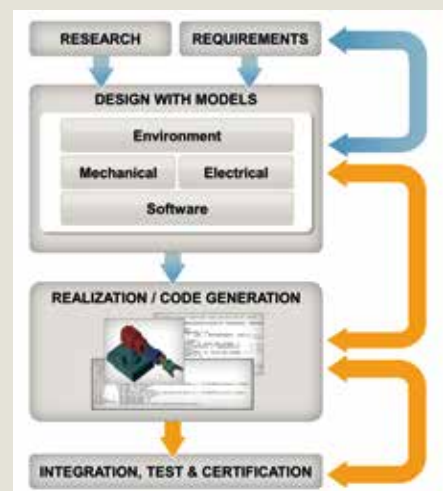 RESEARCH
REQUIREMENTS
DESIGN WITH MODELS
Environment
Mechanical
Electrical
Software
REALIZATION / CODE GENERATION
INTEGRATION, TEST & CERTIFICATION